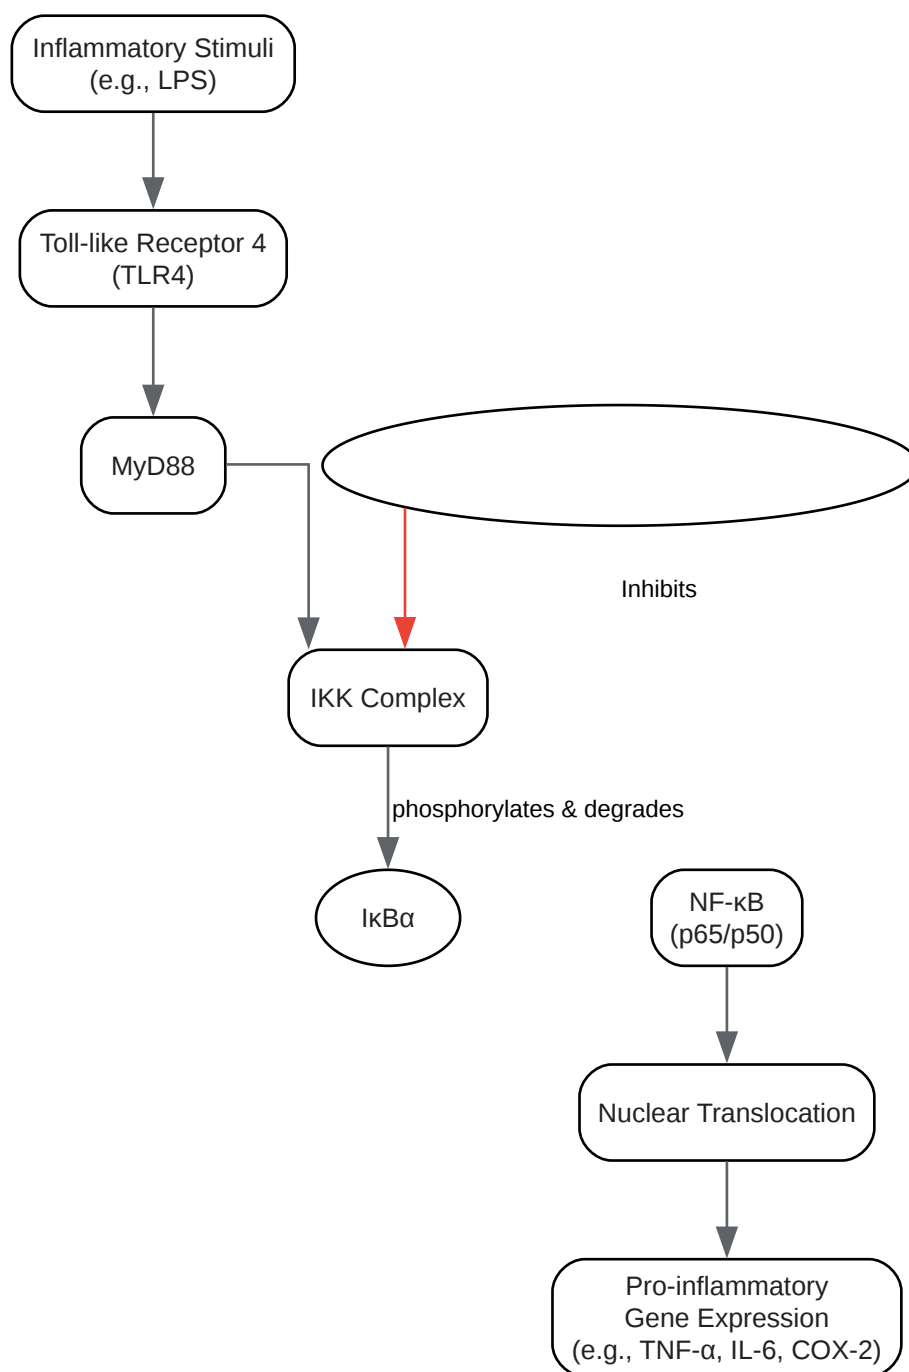 Inflammatory Stimuli
(e.g., LPS)
Toll-like Receptor 4
(TLR4)
MyD88
Inhibits
IKK Complex
phosphorylates & degrades
IκBα
NF-κB
(p65/p50)
Nuclear Translocation
Pro-inflammatory
Gene Expression
(e.g., TNF-α, IL-6, COX-2)